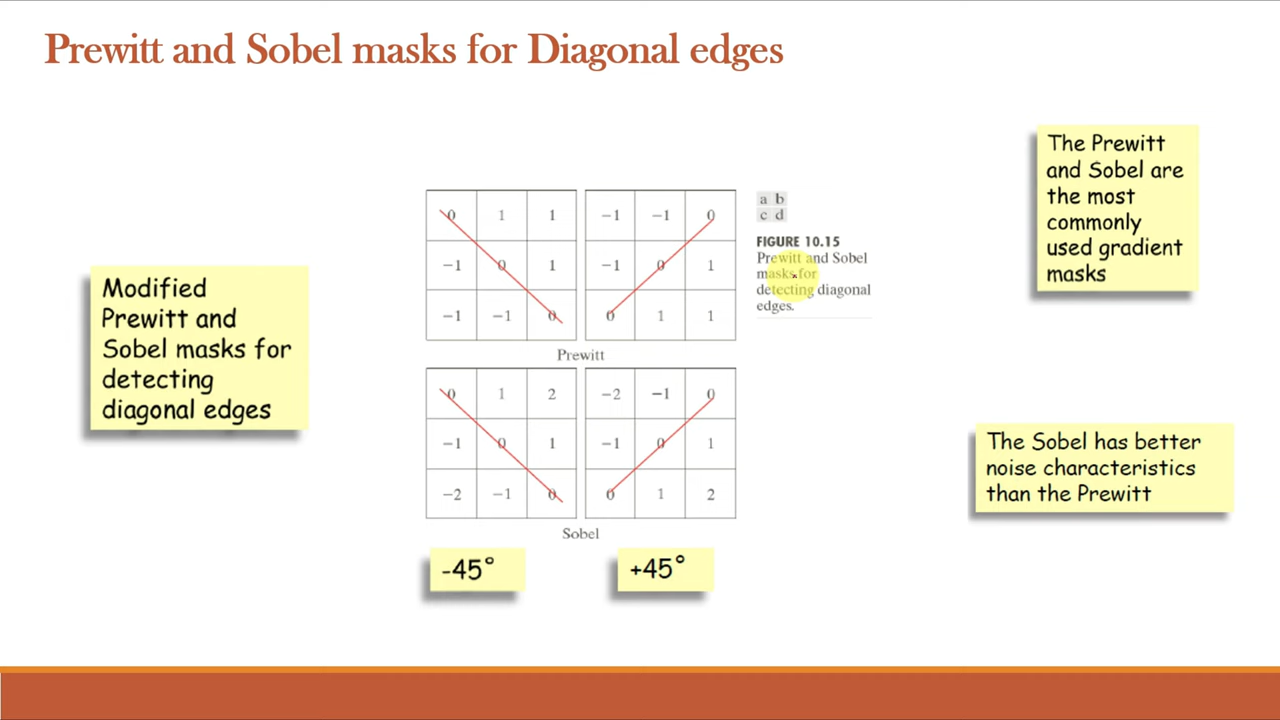 Prewitt and Sobel masks for Diagonal edges
Modified
Prewitt and
Sobel masks for
detecting
diagonal edges
0 1 1
−1 0 1
−1 −1 0
−1 −1 0
−1 0 1
0 1 1
Prewitt
0 1 2
−1 0 1
−2 −1 0
−2 −1 0
−1 0 1
0 1 2
Sobel
-45°
+45°
a b
c d
FIGURE 10.15
Prewitt and Sobel
masks for
detecting diagonal
edges.
The Prewitt
and Sobel are
the most
commonly
used gradient
masks
The Sobel has better
noise characteristics
than the Prewitt